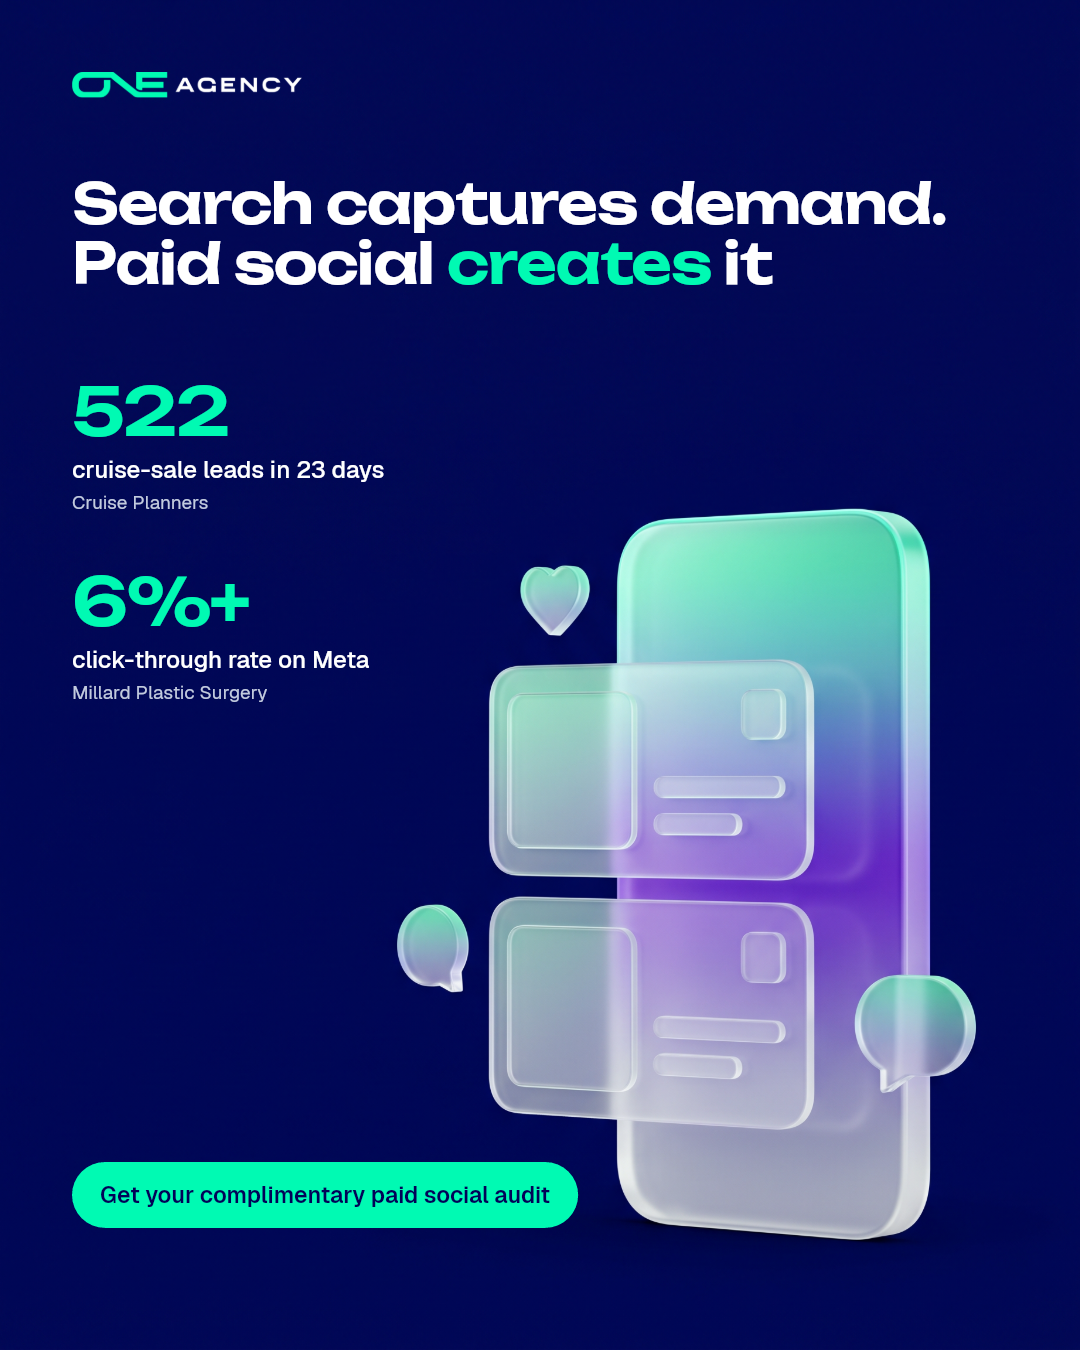 ONE AGENCY
Search captures demand.
Paid social creates it
522
cruise-sale leads in 23 days
Cruise Planners
6%+
click-through rate on Meta
Millard Plastic Surgery
Get your complimentary paid social audit